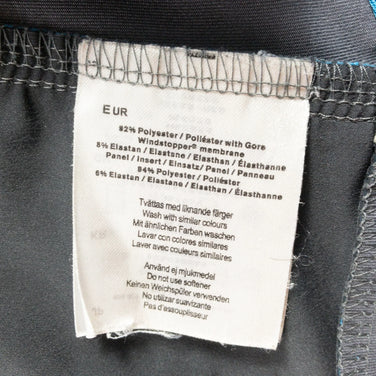 EUR
92% Polyester / Poliéster with Gore
Windstopper® membrane
8% Elastan / Elastane / Elasthan / Élasthanne
Panel / Insert / Einsatz / Panel / Panneau
94% Polyester / Poliéster
6% Elastan / Elastane / Elasthan / Élasthanne
Tvättas med liknande färger
Wash with similar colours
Mit ähnlichen Farben waschen
Lavar con colores similares
Laver avec couleurs similaires
Använd ej mjukmedel
Do not use softener
Keinen Weichspüler verwenden
No utilizar suavizante
Pas d'assouplisseur